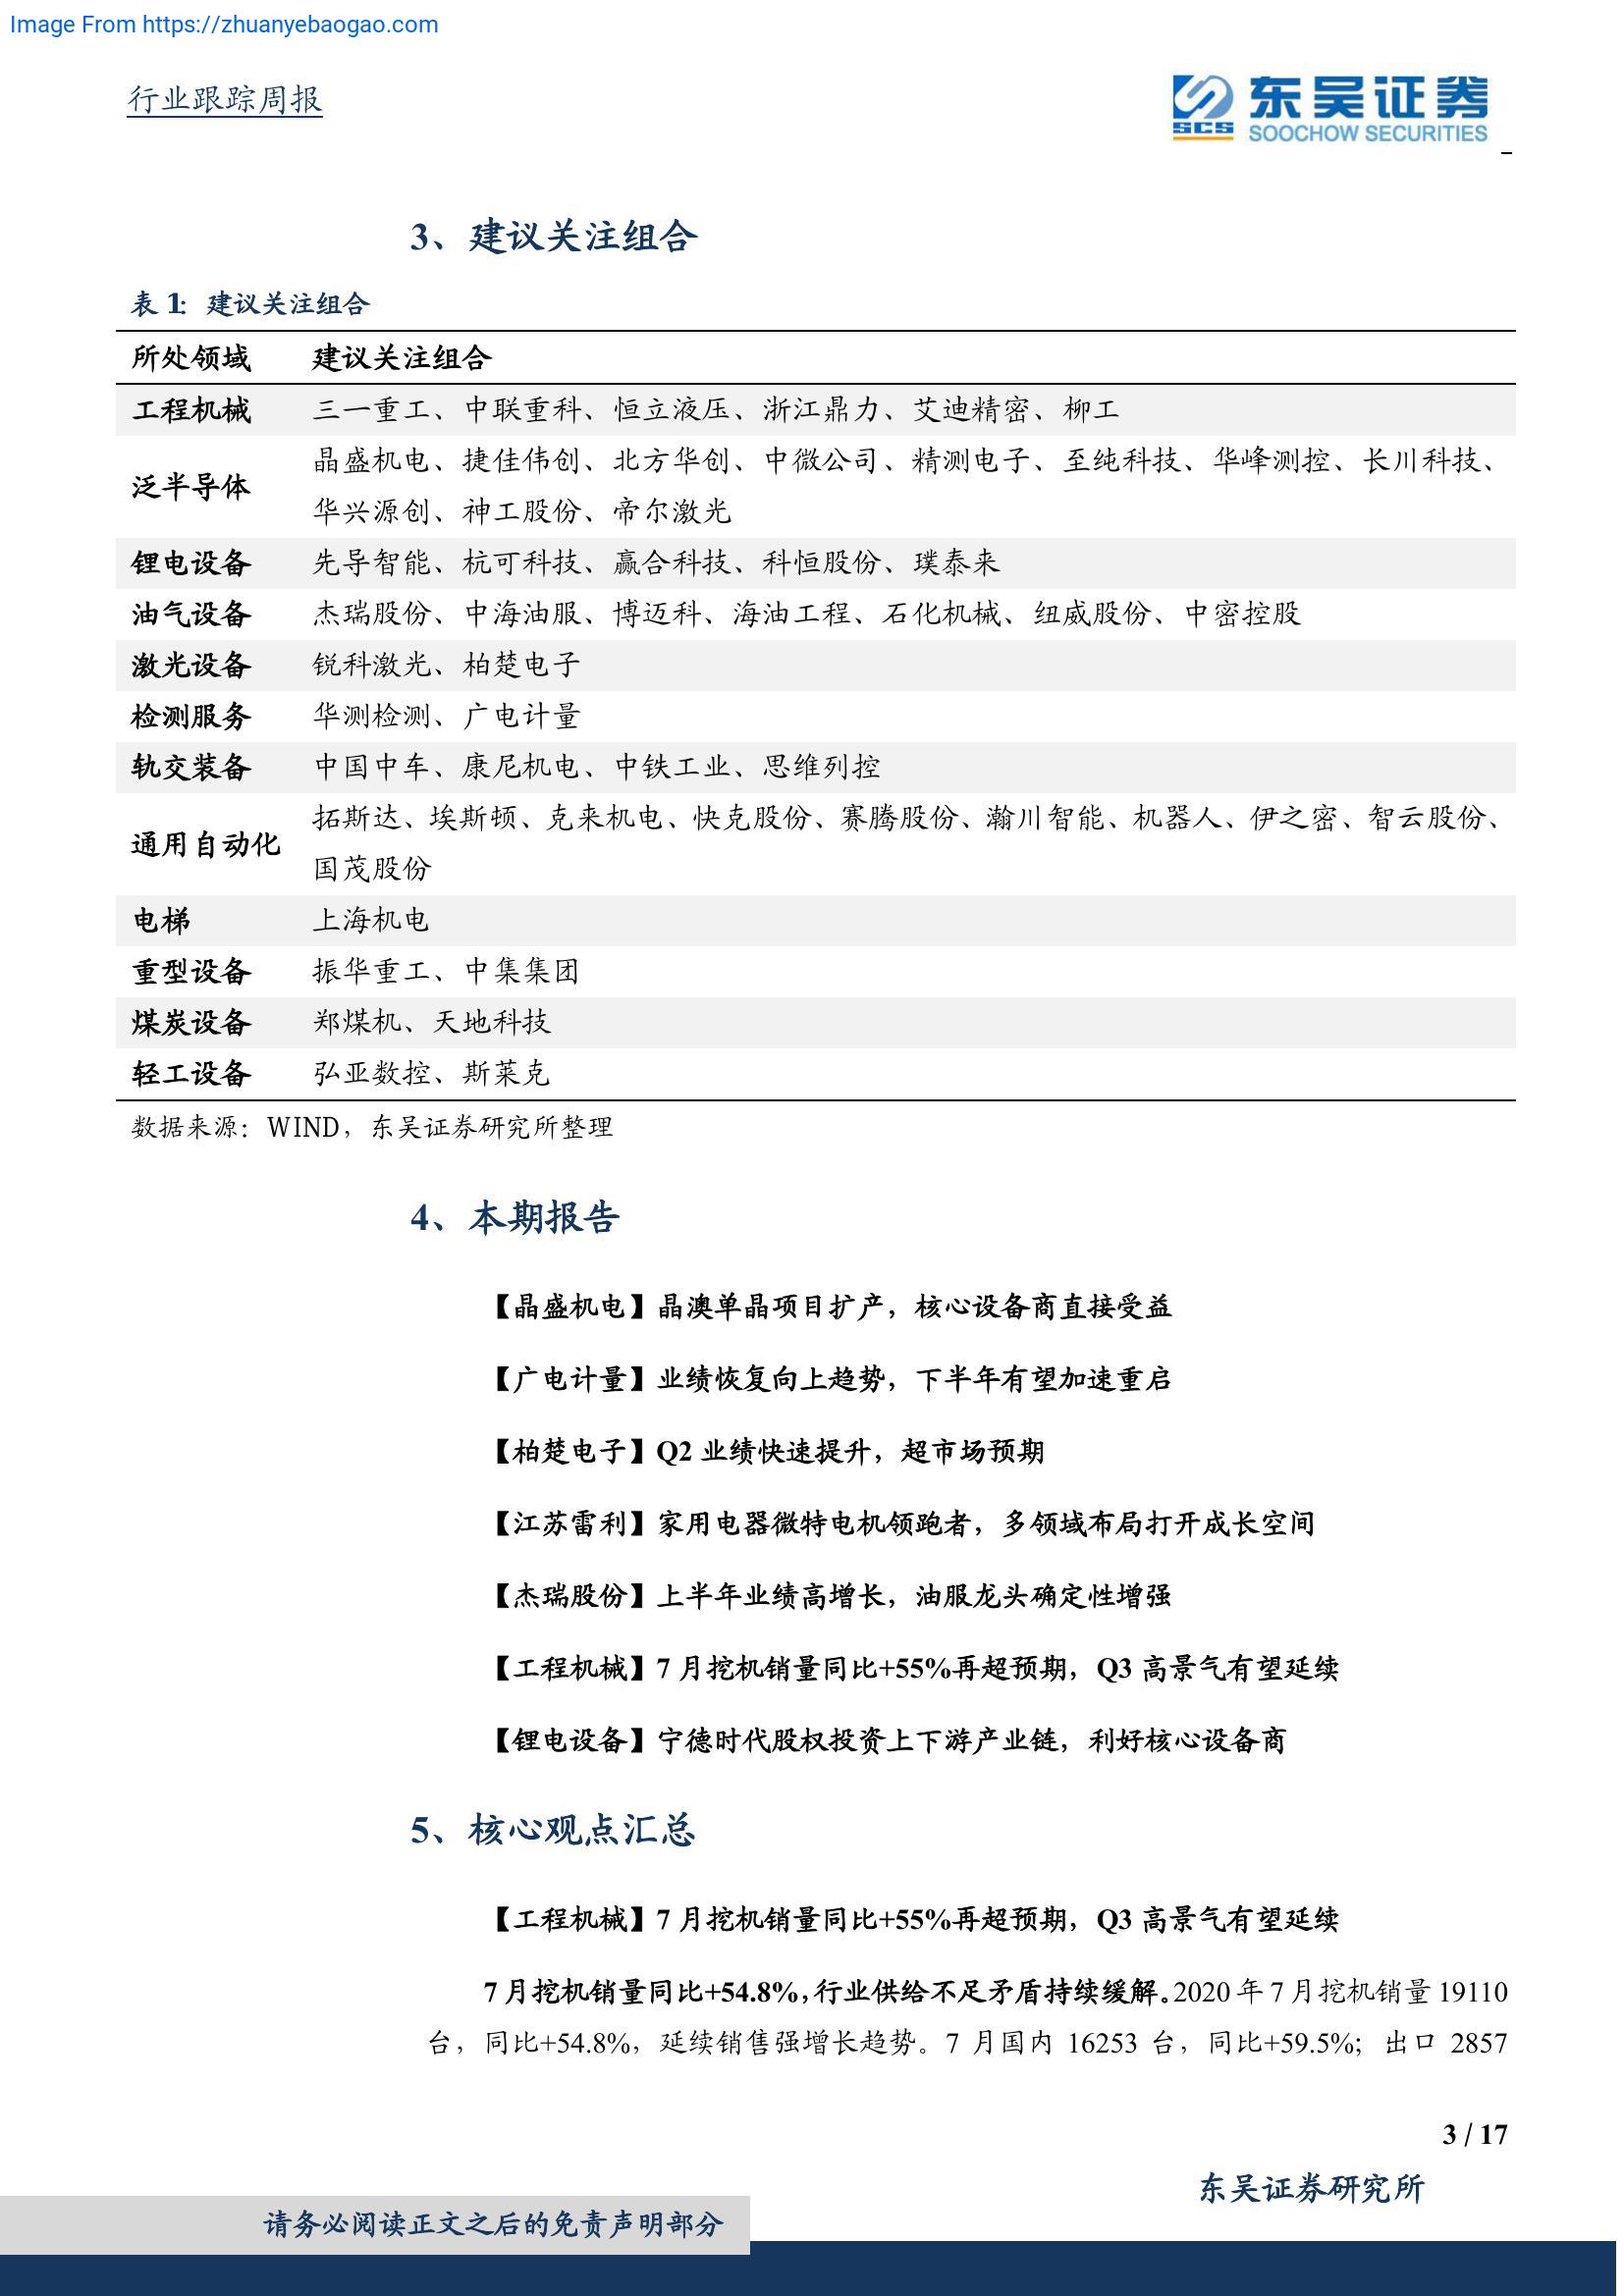 Image From https://zhuanyebaogao.com
行业跟踪周报
SCS 东吴证券
SOOCHOW SECURITIES
3、建议关注组合
表 1: 建议关注组合
所处领域 建议关注组合
工程机械 三一重工、中联重科、恒立液压、浙江鼎力、艾迪精密、柳工
泛半导体 晶盛机电、捷佳伟创、北方华创、中微公司、精测电子、至纯科技、华峰测控、长川科技、
华兴源创、神工股份、帝尔激光
锂电设备 先导智能、杭可科技、赢合科技、科恒股份、璞泰来
油气设备 杰瑞股份、中海油服、博迈科、海油工程、石化机械、纽威股份、中密控股
激光设备 锐科激光、柏楚电子
检测服务 华测检测、广电计量
轨交装备 中国中车、康尼机电、中铁工业、思维列控
通用自动化 拓斯达、埃斯顿、克来机电、快克股份、赛腾股份、瀚川智能、机器人、伊之密、智云股份、
国茂股份
电梯 上海机电
重型设备 振华重工、中集集团
煤炭设备 郑煤机、天地科技
轻工设备 弘亚数控、斯莱克
数据来源：WIND，东吴证券研究所整理
4、本期报告
【晶盛机电】晶澳单晶项目扩产，核心设备商直接受益
【广电计量】业绩恢复向上趋势，下半年有望加速重启
【柏楚电子】Q2 业绩快速提升，超市场预期
【江苏雷利】家用电器微特电机领跑者，多领域布局打开成长空间
【杰瑞股份】上半年业绩高增长，油服龙头确定性增强
【工程机械】7 月挖机销量同比+55%再超预期，Q3 高景气有望延续
【锂电设备】宁德时代股权投资上下游产业链，利好核心设备商
5、核心观点汇总
【工程机械】7 月挖机销量同比+55%再超预期，Q3 高景气有望延续
7 月挖机销量同比+54.8%，行业供给不足矛盾持续缓解。2020 年 7 月挖机销量 19110
台，同比+54.8%，延续销售强增长趋势。7 月国内 16253 台，同比+59.5%；出口 2857
3 / 17
东吴证券研究所
请务必阅读正文之后的免责声明部分